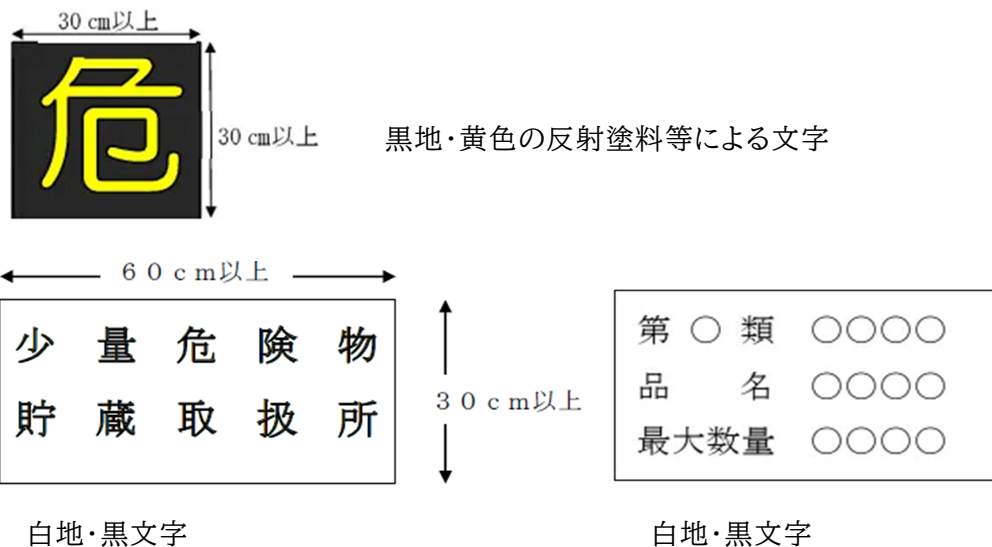 30 cm以上
危
30 cm以上
黒地・黄色の反射塗料等による文字
60cm以上
少量危険物
貯蔵取扱所
30cm以上
第○類 ○○○○
品名 ○○○○
最大数量 ○○○○
白地・黒文字
白地・黒文字